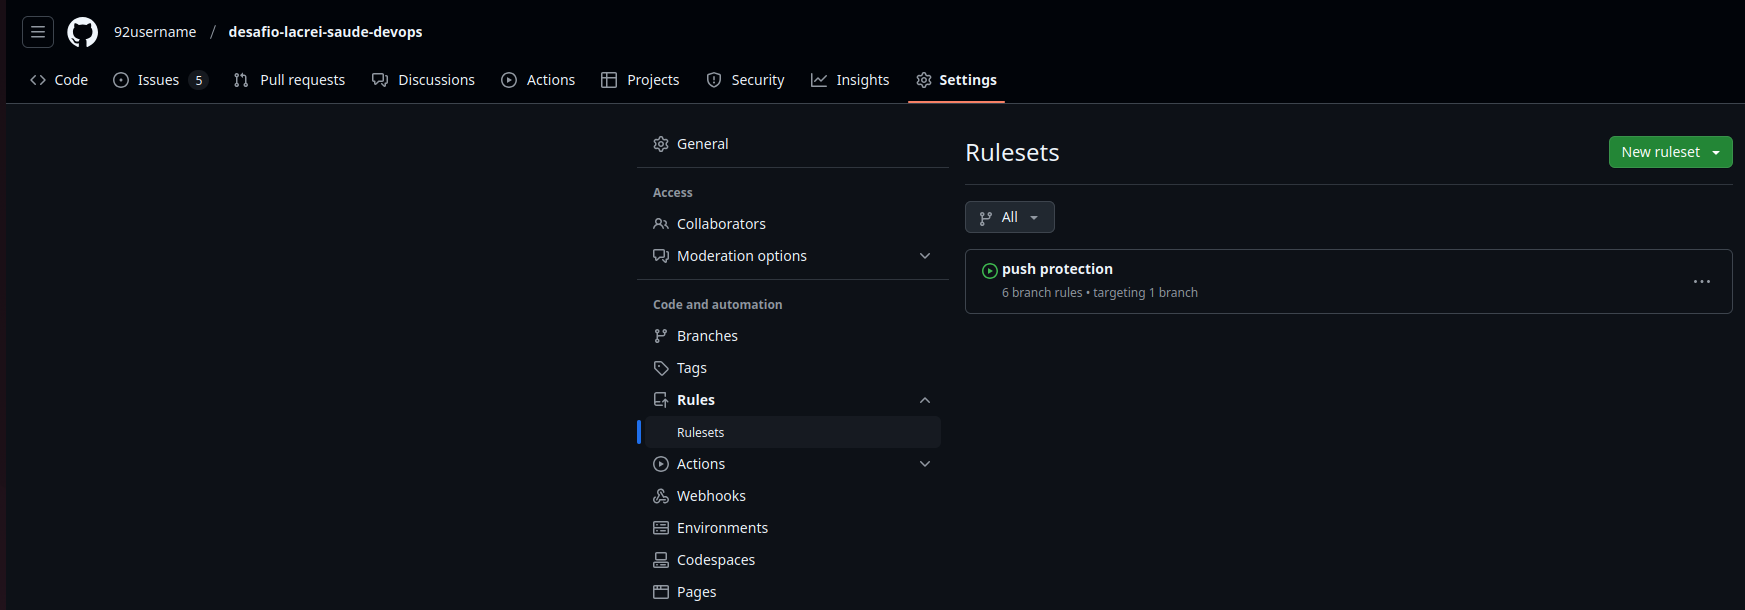 92username / desafio-lacrei-saude-devops
Code Issues 5 Pull requests Discussions Actions Projects Security Insights Settings
General
Access
Collaborators
Moderation options
Code and automation
Branches
Tags
Rules
Rulesets
Actions
Webhooks
Environments
Codespaces
Pages
Rulesets
New ruleset
All
push protection
6 branch rules • targeting 1 branch